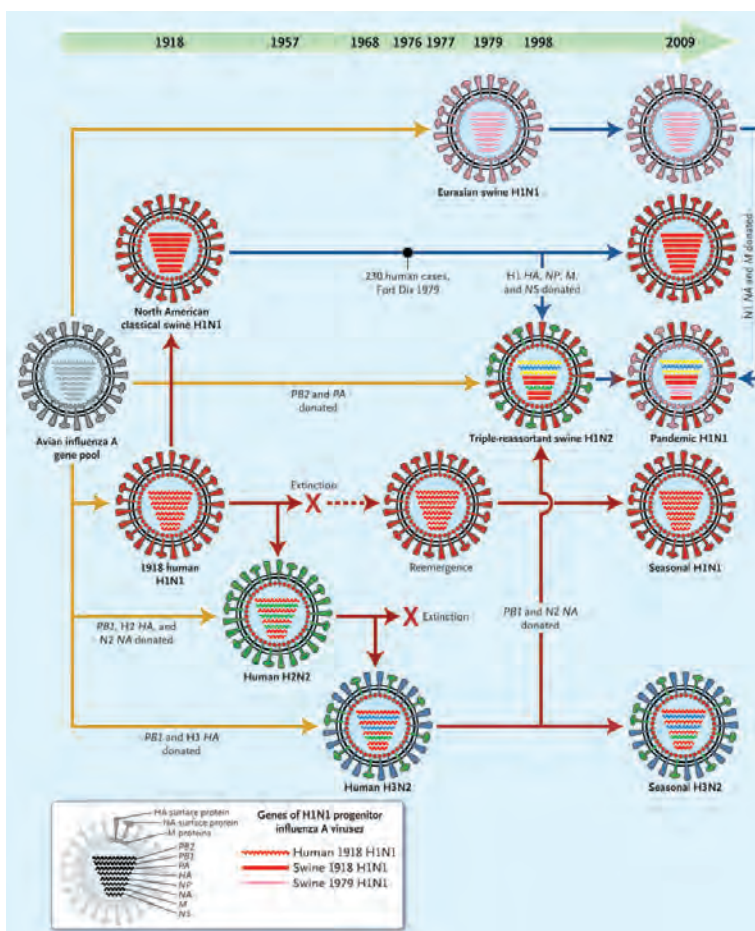 1918 1957 1968 1976 1977 1979 1998 2009
Eurasian swine H1N1
N1 NA and M donated
230 human cases,
Fort Dix 1979
H1 HA, NP, M,
and NS donated
North American
classical swine H1N1
PB2 and PA
donated
Avian influenza A
gene pool
Triple-reassortant swine H1N2
Pandemic H1N1
Extinction
X
1918 human
H1N1
Reemergence
Seasonal H1N1
PB1, H2 HA, and
N2 NA donated
X Extinction
PB1 and N2 NA
donated
Human H2N2
PB1 and H3 HA
donated
Human H3N2
Seasonal H3N2
HA surface protein
NA surface protein
M proteins
PB2
PB1
PA
HA
NP
NA
M
NS
Genes of H1N1 progenitor
influenza A viruses
Human 1918 H1N1
Swine 1918 H1N1
Swine 1979 H1N1